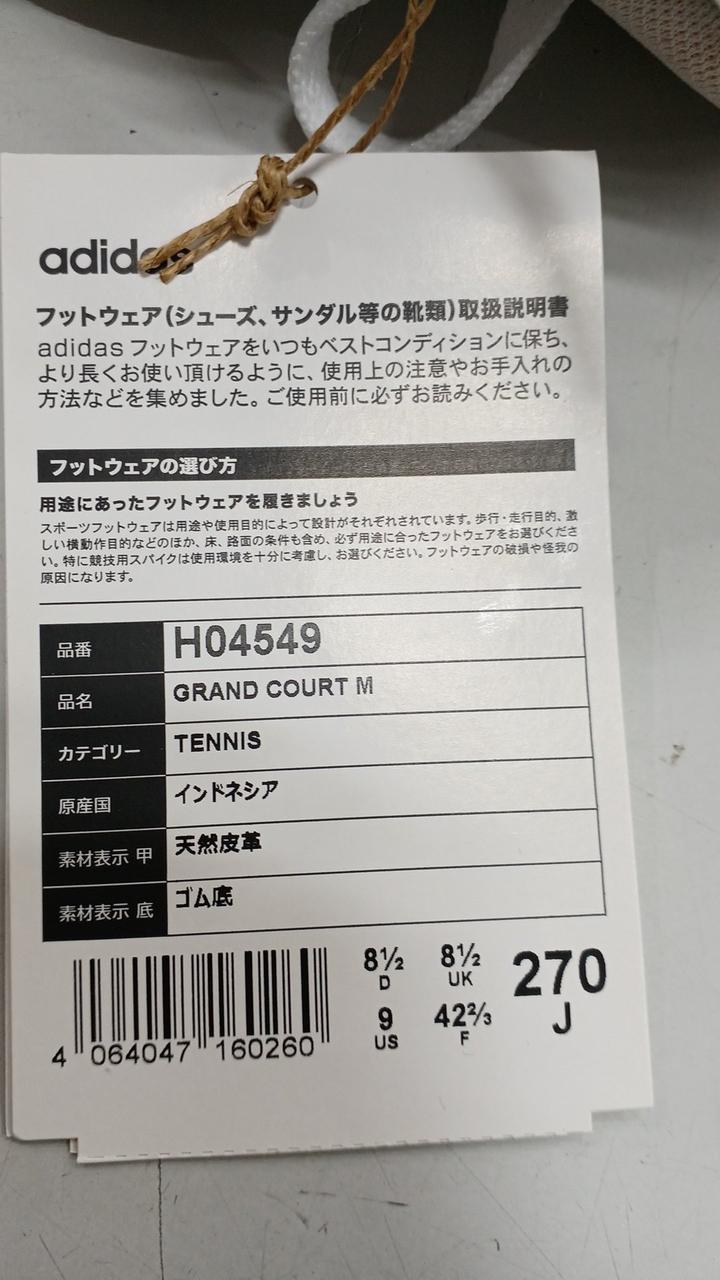 adidas
フットウェア(シューズ、サンダル等の靴類)取扱説明書
adidas フットウェアをいつもベストコンディションに保ち、
より長くお使い頂けるように、使用上の注意やお手入れの
方法などを集めました。ご使用前に必ずお読みください。
フットウェアの選び方
用途にあったフットウェアを履きましょう
スポーツフットウェアは用途や使用目的によって設計がそれぞれされています。歩行・走行目的、激
しい横動作目的などのほか、床、路面の条件も含め、必ず用途に合ったフットウェアをお選びくださ
い。特に競技用スパイクは使用環境を十分に考慮し、お選びください。フットウェアの破損や怪我の
原因になります。
品番 H04549
品名 GRAND COURT M
カテゴリー TENNIS
原産国 インドネシア
素材表示 甲 天然皮革
素材表示 底 ゴム底
8½ 8½ 270
D UK J
9 42⅔
US F
4 064047 160260